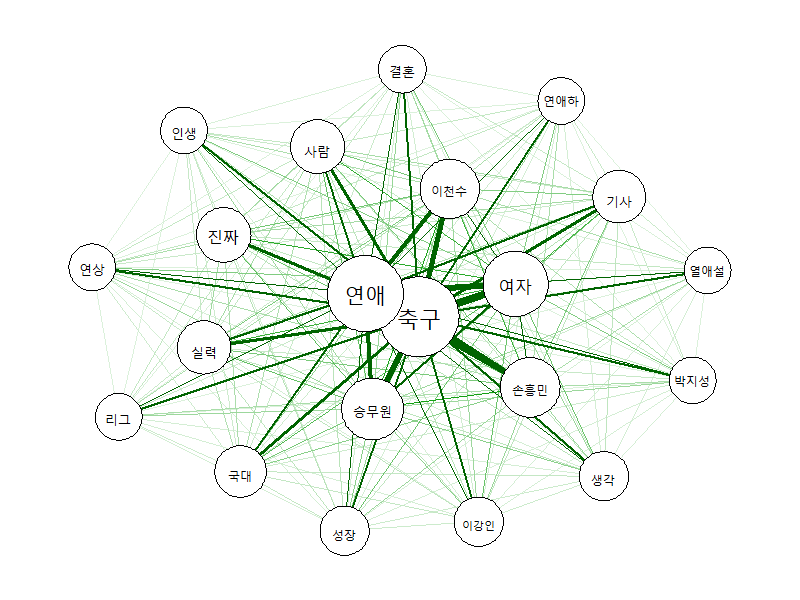 결혼
연애하
인생
사람
이천수
기사
진짜
연상
열애설
여자
연애
축구
실력
박지성
손흥민
승무원
리그
국대
생각
이강인
성장